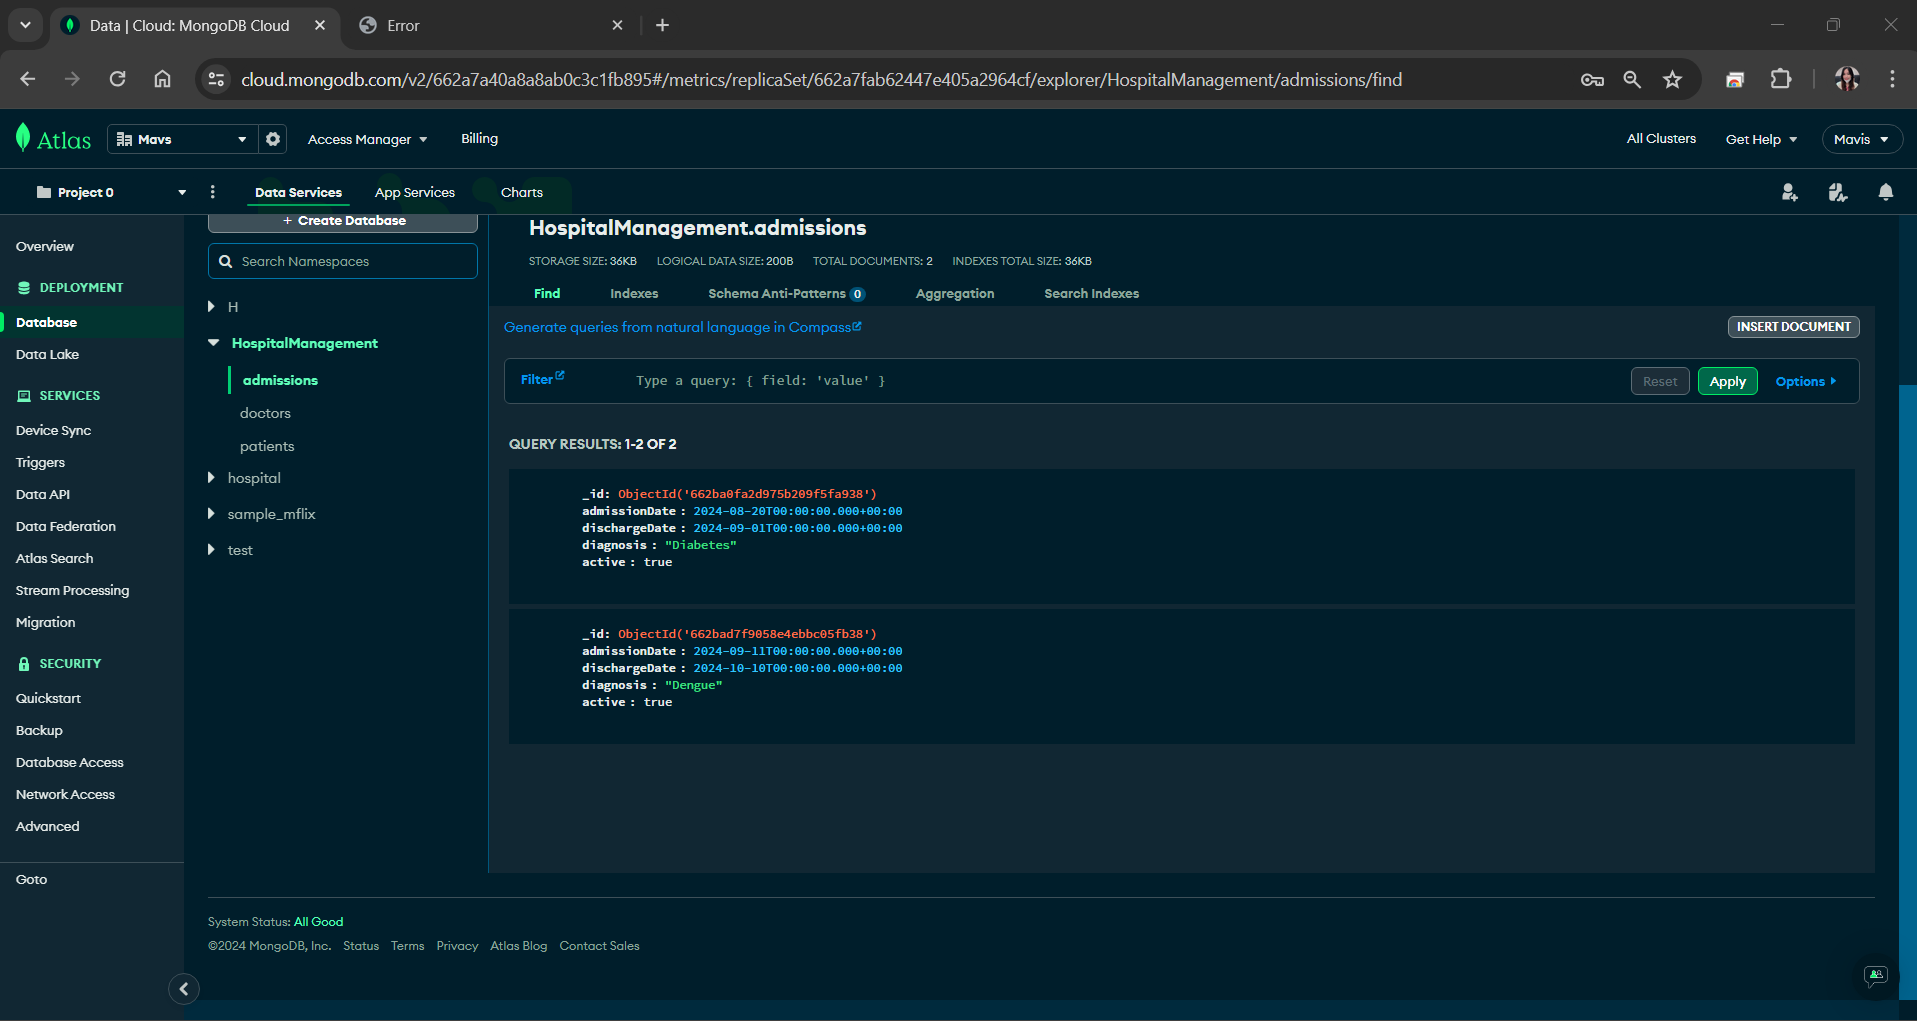 Data | Cloud: MongoDB Cloud
Error
cloud.mongodb.com/v2/662a7a40a8a8ab0c3c1fb895#/metrics/replicaSet/662a7fab62447e405a2964cf/explorer/HospitalManagement/admissions/find
Atlas
Mavs
Access Manager
Billing
All Clusters
Get Help
Mavis
Project 0
Data Services
App Services
Charts
Overview
DEPLOYMENT
Database
Data Lake
SERVICES
Device Sync
Triggers
Data API
Data Federation
Atlas Search
Stream Processing
Migration
SECURITY
Quickstart
Backup
Database Access
Network Access
Advanced
Goto
+ Create Database
Search Namespaces
H
HospitalManagement
admissions
doctors
patients
hospital
sample_mflix
test
HospitalManagement.admissions
STORAGE SIZE: 36KB LOGICAL DATA SIZE: 200B TOTAL DOCUMENTS: 2 INDEXES TOTAL SIZE: 36KB
Find Indexes Schema Anti-Patterns 0 Aggregation Search Indexes
Generate queries from natural language in Compass
INSERT DOCUMENT
Filter
Type a query: { field: 'value' }
Reset
Apply
Options
QUERY RESULTS: 1-2 OF 2
_id: ObjectId('662ba0fa2d975b209f5fa938')
admissionDate : 2024-08-20T00:00:00.000+00:00
dischargeDate : 2024-09-01T00:00:00.000+00:00
diagnosis : "Diabetes"
active : true
_id: ObjectId('662bad7f9058e4ebbc05fb38')
admissionDate : 2024-09-11T00:00:00.000+00:00
dischargeDate : 2024-10-10T00:00:00.000+00:00
diagnosis : "Dengue"
active : true
System Status: All Good
©2024 MongoDB, Inc. Status Terms Privacy Atlas Blog Contact Sales